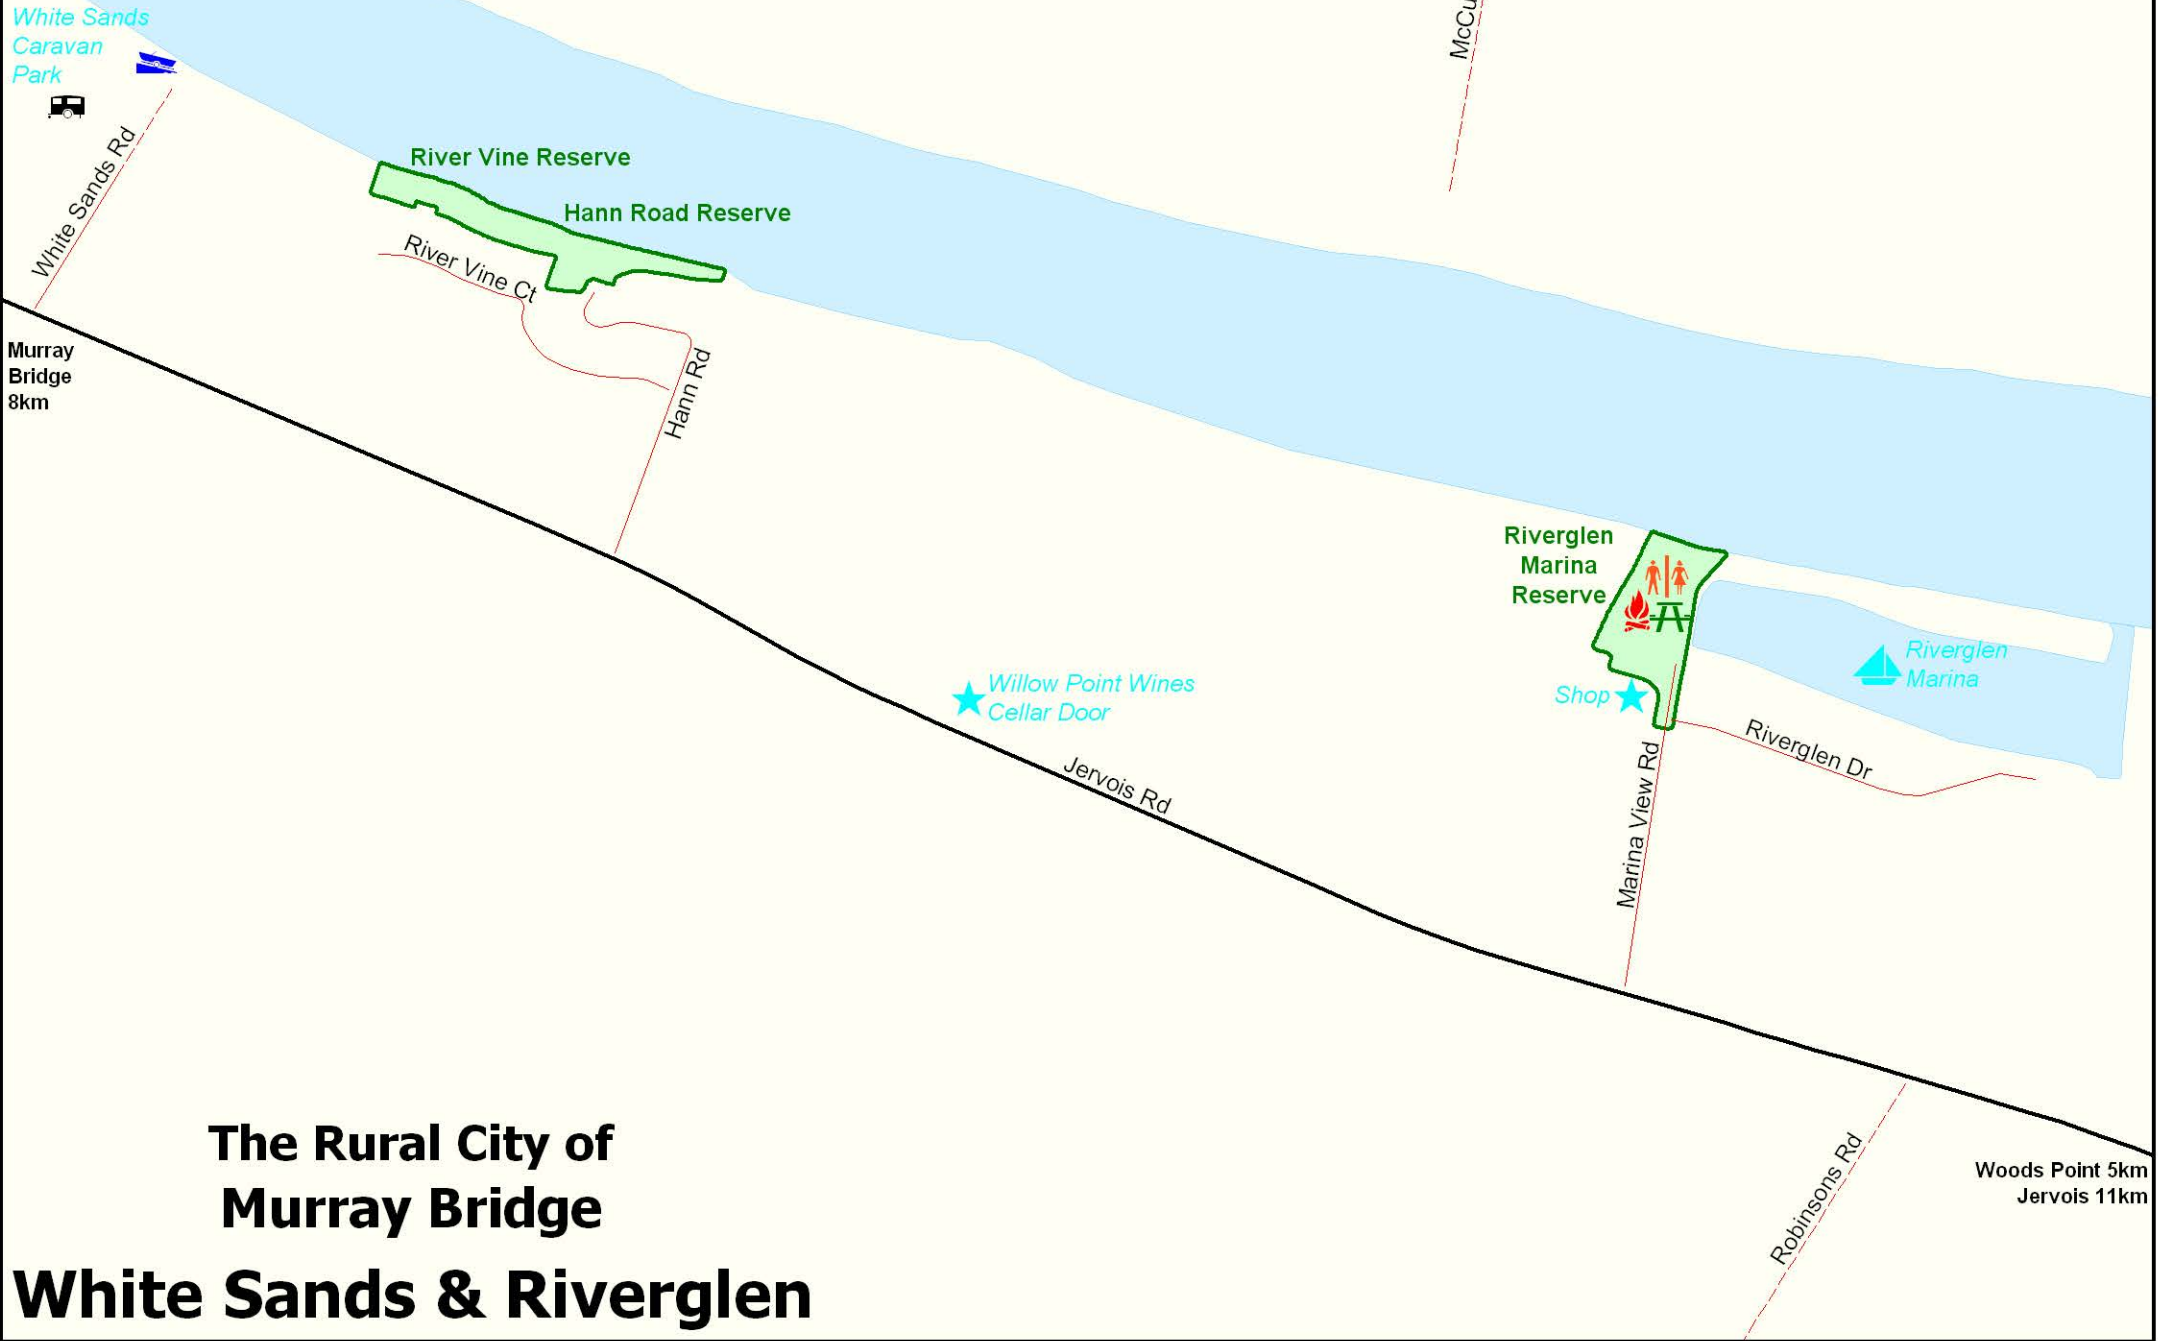 White Sands
Caravan
Park
McCu
White Sands Rd
River Vine Reserve
Hann Road Reserve
River Vine Ct
Hann Rd
Murray
Bridge
8km
Riverglen
Marina
Reserve
Riverglen
Marina
Willow Point Wines
Cellar Door
Shop
Riverglen Dr
Jervois Rd
Marina View Rd
Robinsons Rd
Woods Point 5km
Jervois 11km
The Rural City of
Murray Bridge
White Sands & Riverglen